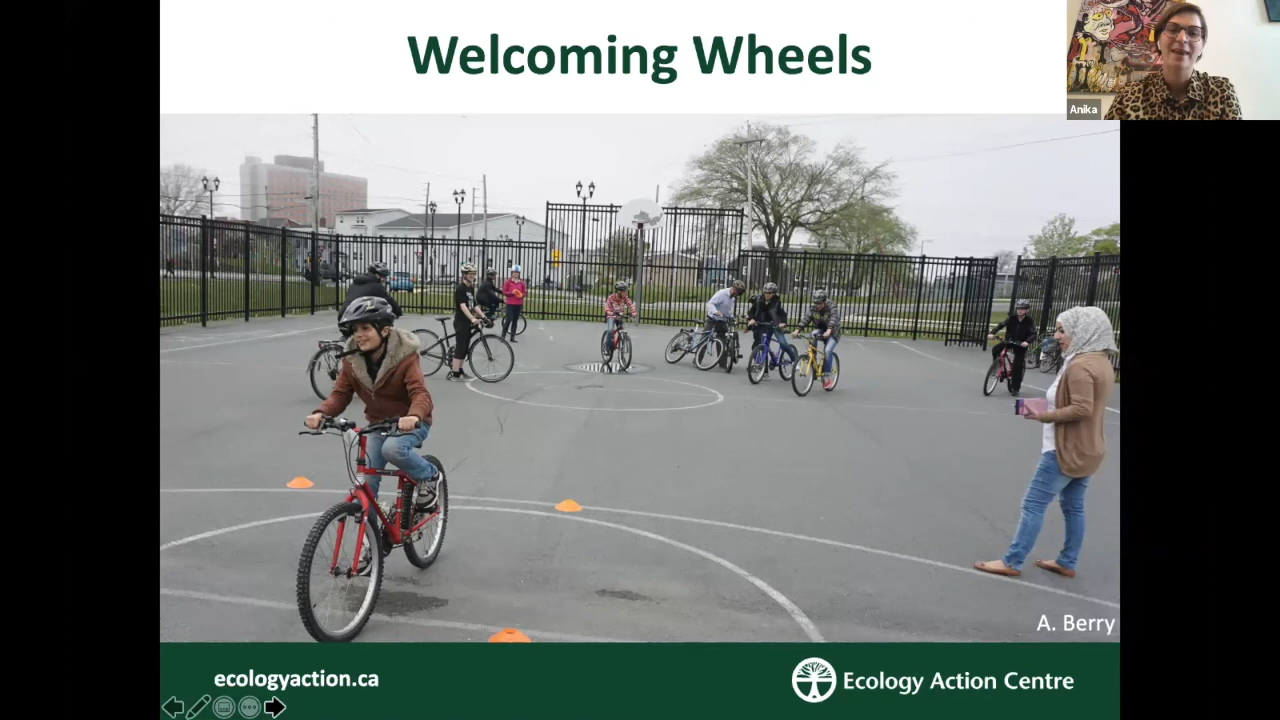 Welcoming Wheels
Anika
A. Berry
ecologyaction.ca
Ecology Action Centre